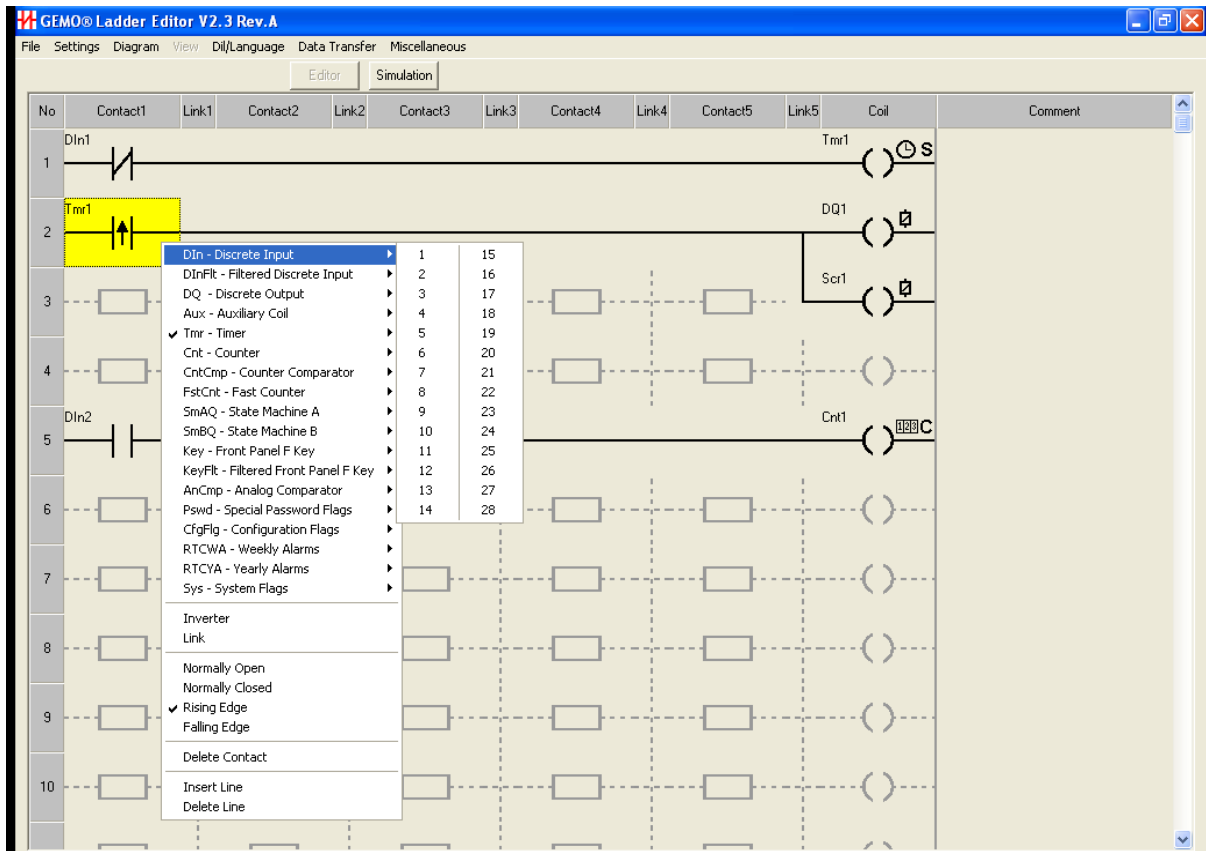 GEMO® Ladder Editor V2.3 Rev.A
File Settings Diagram View Dil/Language Data Transfer Miscellaneous
Editor Simulation
No Contact1 Link1 Contact2 Link2 Contact3 Link3 Contact4 Link4 Contact5 Link5 Coil Comment
DIn1 Tmr1
1 S
Tmr1 DQ1
2
DIn - Discrete Input 1 15
DInFlt - Filtered Discrete Input 2 16
Scr1
3 DQ - Discrete Output 3 17
Aux - Auxiliary Coil 4 18
Tmr - Timer 5 19
Cnt - Counter 6 20
4 CntCmp - Counter Comparator 7 21
FstCnt - Fast Counter 8 22
DIn2 SmAQ - State Machine A 9 23 Cnt1
SmBQ - State Machine B 10 24 123 C
5 Key - Front Panel F Key 11 25
KeyFlt - Filtered Front Panel F Key 12 26
AnCmp - Analog Comparator 13 27
6 Pswd - Special Password Flags 14 28
CfgFlg - Configuration Flags
RTCWA - Weekly Alarms
7 RTCYA - Yearly Alarms
Sys - System Flags
Inverter
8 Link
Normally Open
Normally Closed
9 Rising Edge
Falling Edge
Delete Contact
10 Insert Line
Delete Line